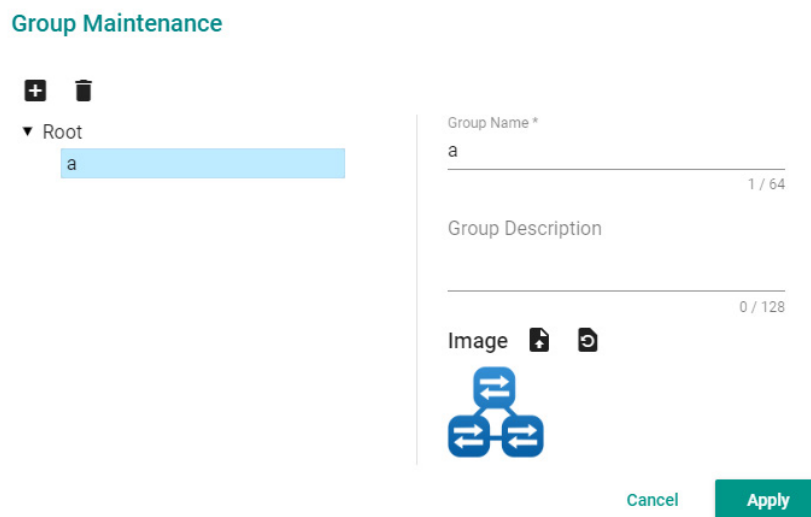 Group Maintenance
Root
a
Group Name *
a
1 / 64
Group Description
0 / 128
Image
Cancel
Apply